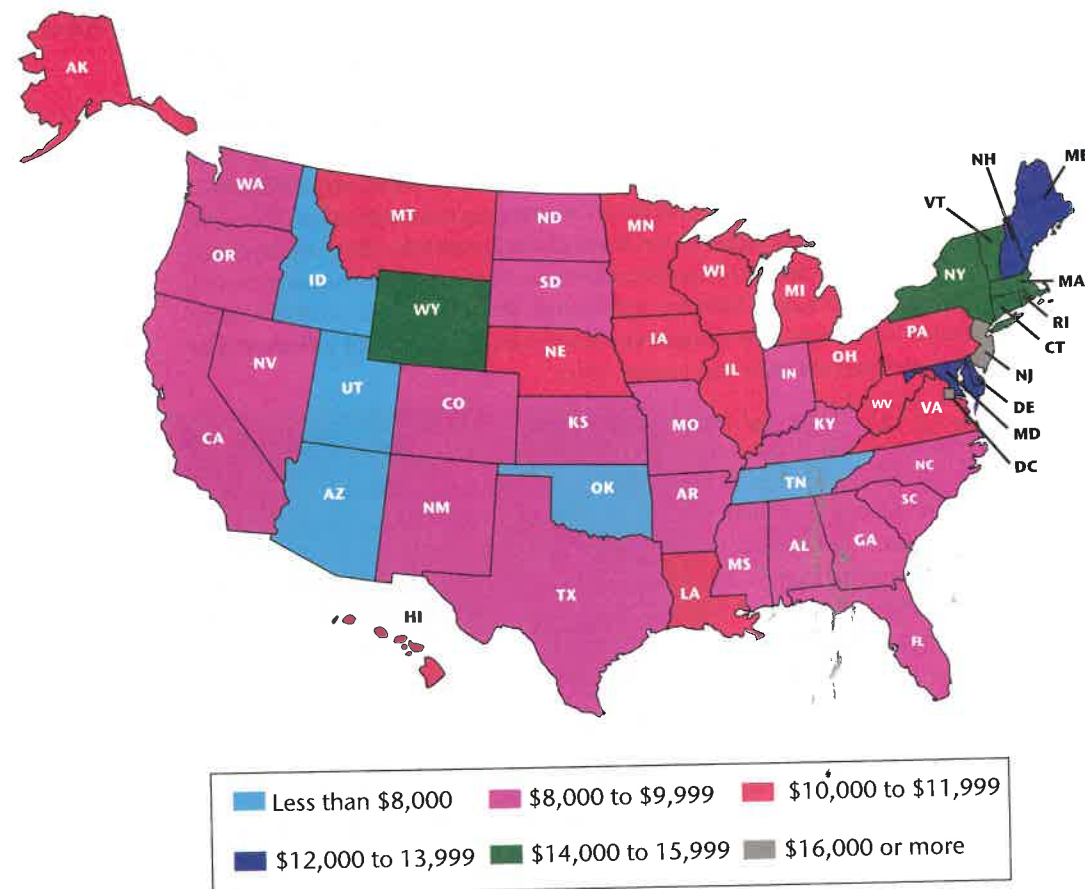 AK
ME
NH
VT
WA
MT
ND
MN
OR
ID
SD
WI
MI
NY
MA
RI
CT
WY
NE
IA
PA
NJ
NV
UT
CO
KS
IL
IN
OH
WV
VA
DE
MD
DC
CA
MO
KY
NC
AZ
NM
OK
AR
TN
SC
TX
MS
AL
GA
LA
HI
FL
Less than $8,000
$8,000 to $9,999
$10,000 to $11,999
$12,000 to 13,999
$14,000 to 15,999
$16,000 or more